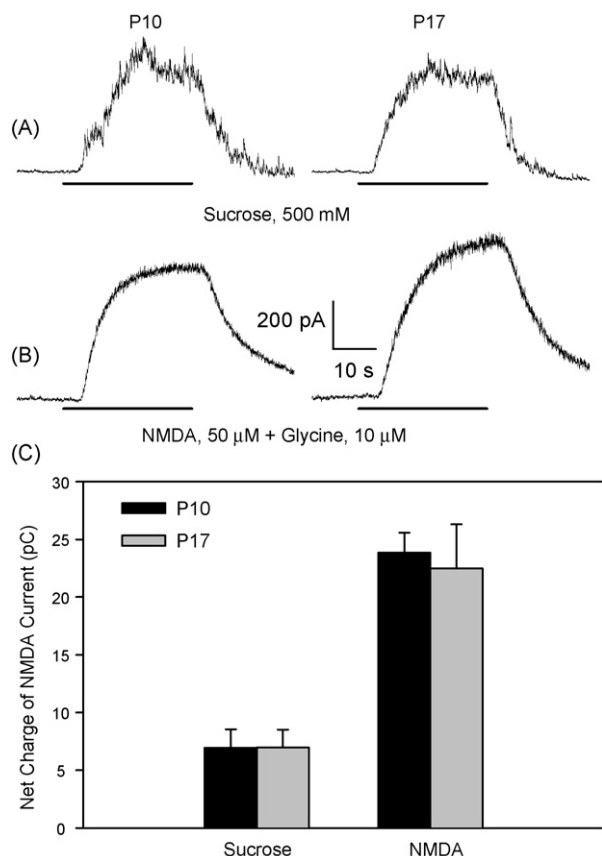 P10 P17
(A)
Sucrose, 500 mM
200 pA
10 s
(B)
NMDA, 50 μM + Glycine, 10 μM
(C)
30
25
20
15
10
5
0
Net Charge of NMDA Current (pC)
P10
P17
Sucrose NMDA